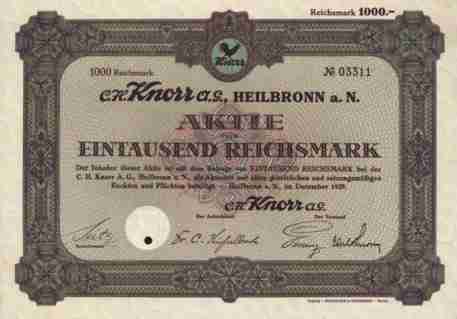 Reichsmark 1000.-
Knorr
1000 Reichsmark
№ 03311
C.H. Knorr A.G., HEILBRONN a. N.
AKTIE
ÜBER
EINTAUSEND REICHSMARK
Der Inhaber dieser Aktie ist mit dem Betrage von EINTAUSEND REICHSMARK bei der
C. H. Knorr A. G., Heilbronn a. N., als Aktionär mit allen gesetzlichen und satzungsmäßigen
Rechten und Pflichten beteiligt — Heilbronn a. N., im Dezember 1929.
C.H. Knorr A.G.
Der Aufsichtsrat Der Vorstand